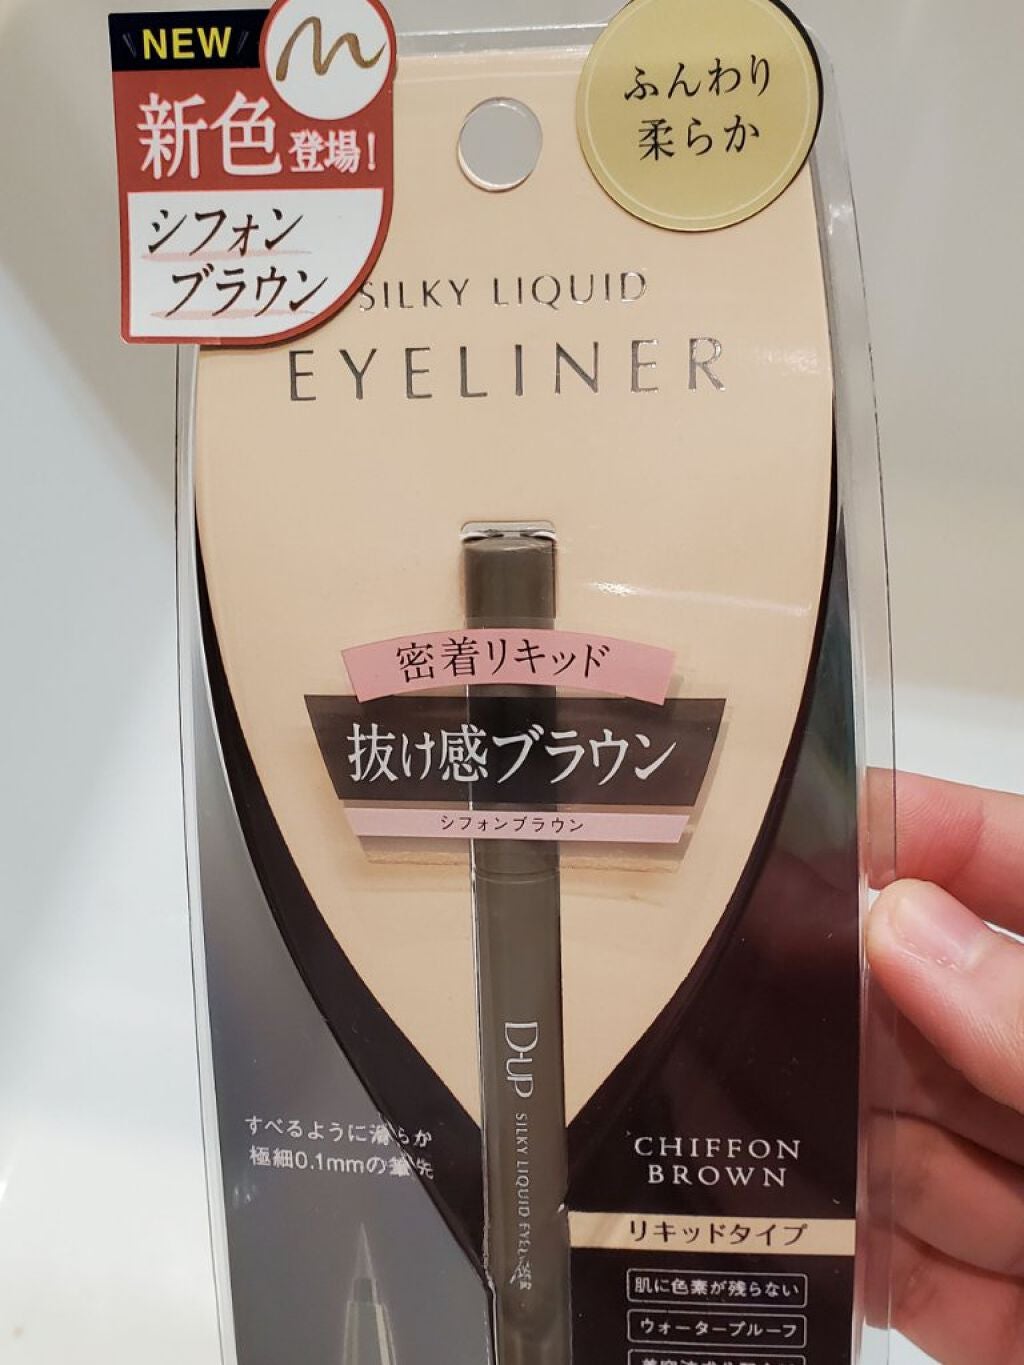 NEW
新色登場!
シフォン
ブラウン
ふんわり
柔らか
SILKY LIQUID
EYELINER
密着リキッド
抜け感ブラウン
シフォンブラウン
D-UP SILKY LIQUID EYELINER
すべるように滑らか
極細0.1mmの筆先
CHIFFON
BROWN
リキッドタイプ
肌に色素が残らない
ウォータープルーフ